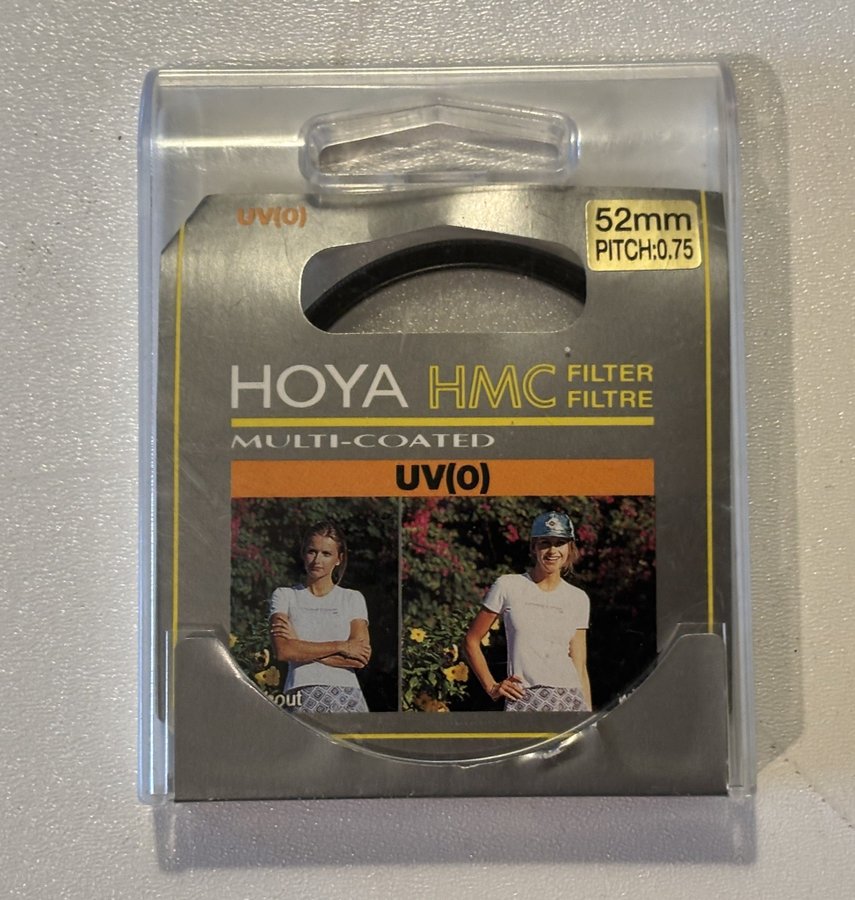 UV(0)
52mm
PITCH:0.75
HOYA HMC FILTER
FILTRE
MULTI-COATED
UV(0)